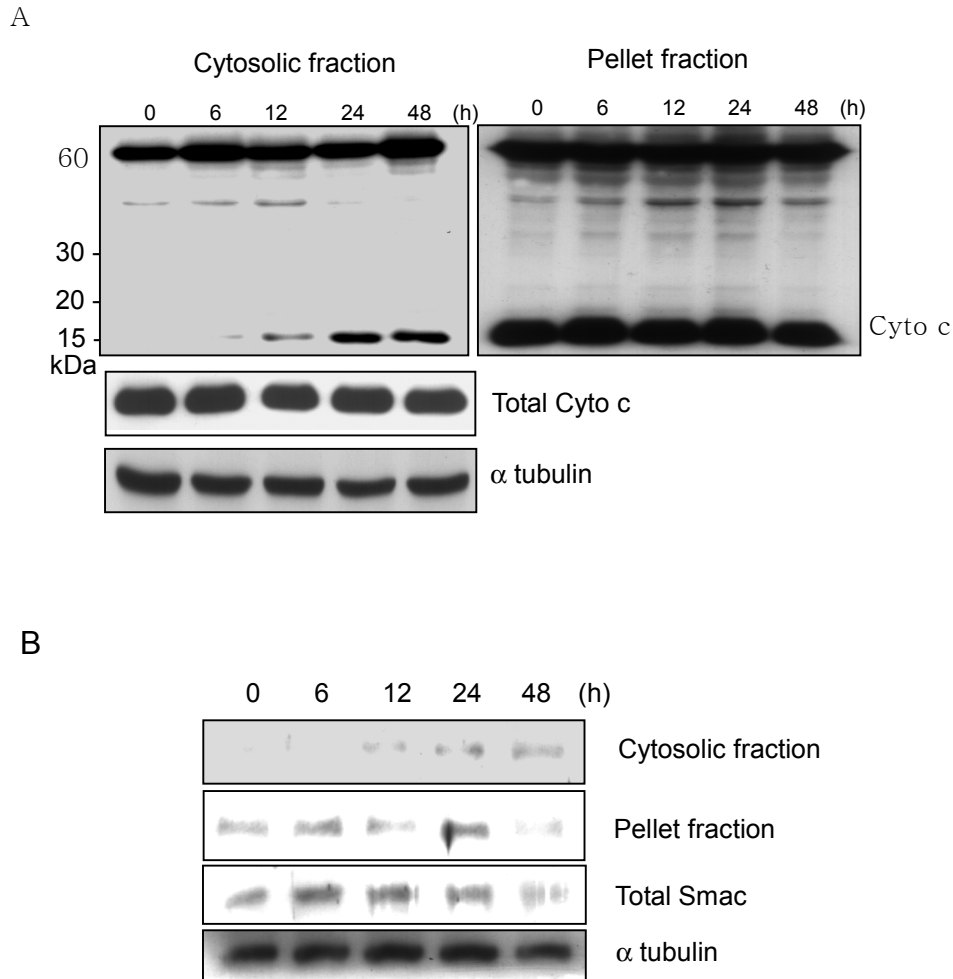 A
Cytosolic fraction
Pellet fraction
0 6 12 24 48 (h)
0 6 12 24 48 (h)
60
30 -
20 -
15 -
kDa
Cyto c
Total Cyto c
α tubulin
B
0 6 12 24 48 (h)
Cytosolic fraction
Pellet fraction
Total Smac
α tubulin